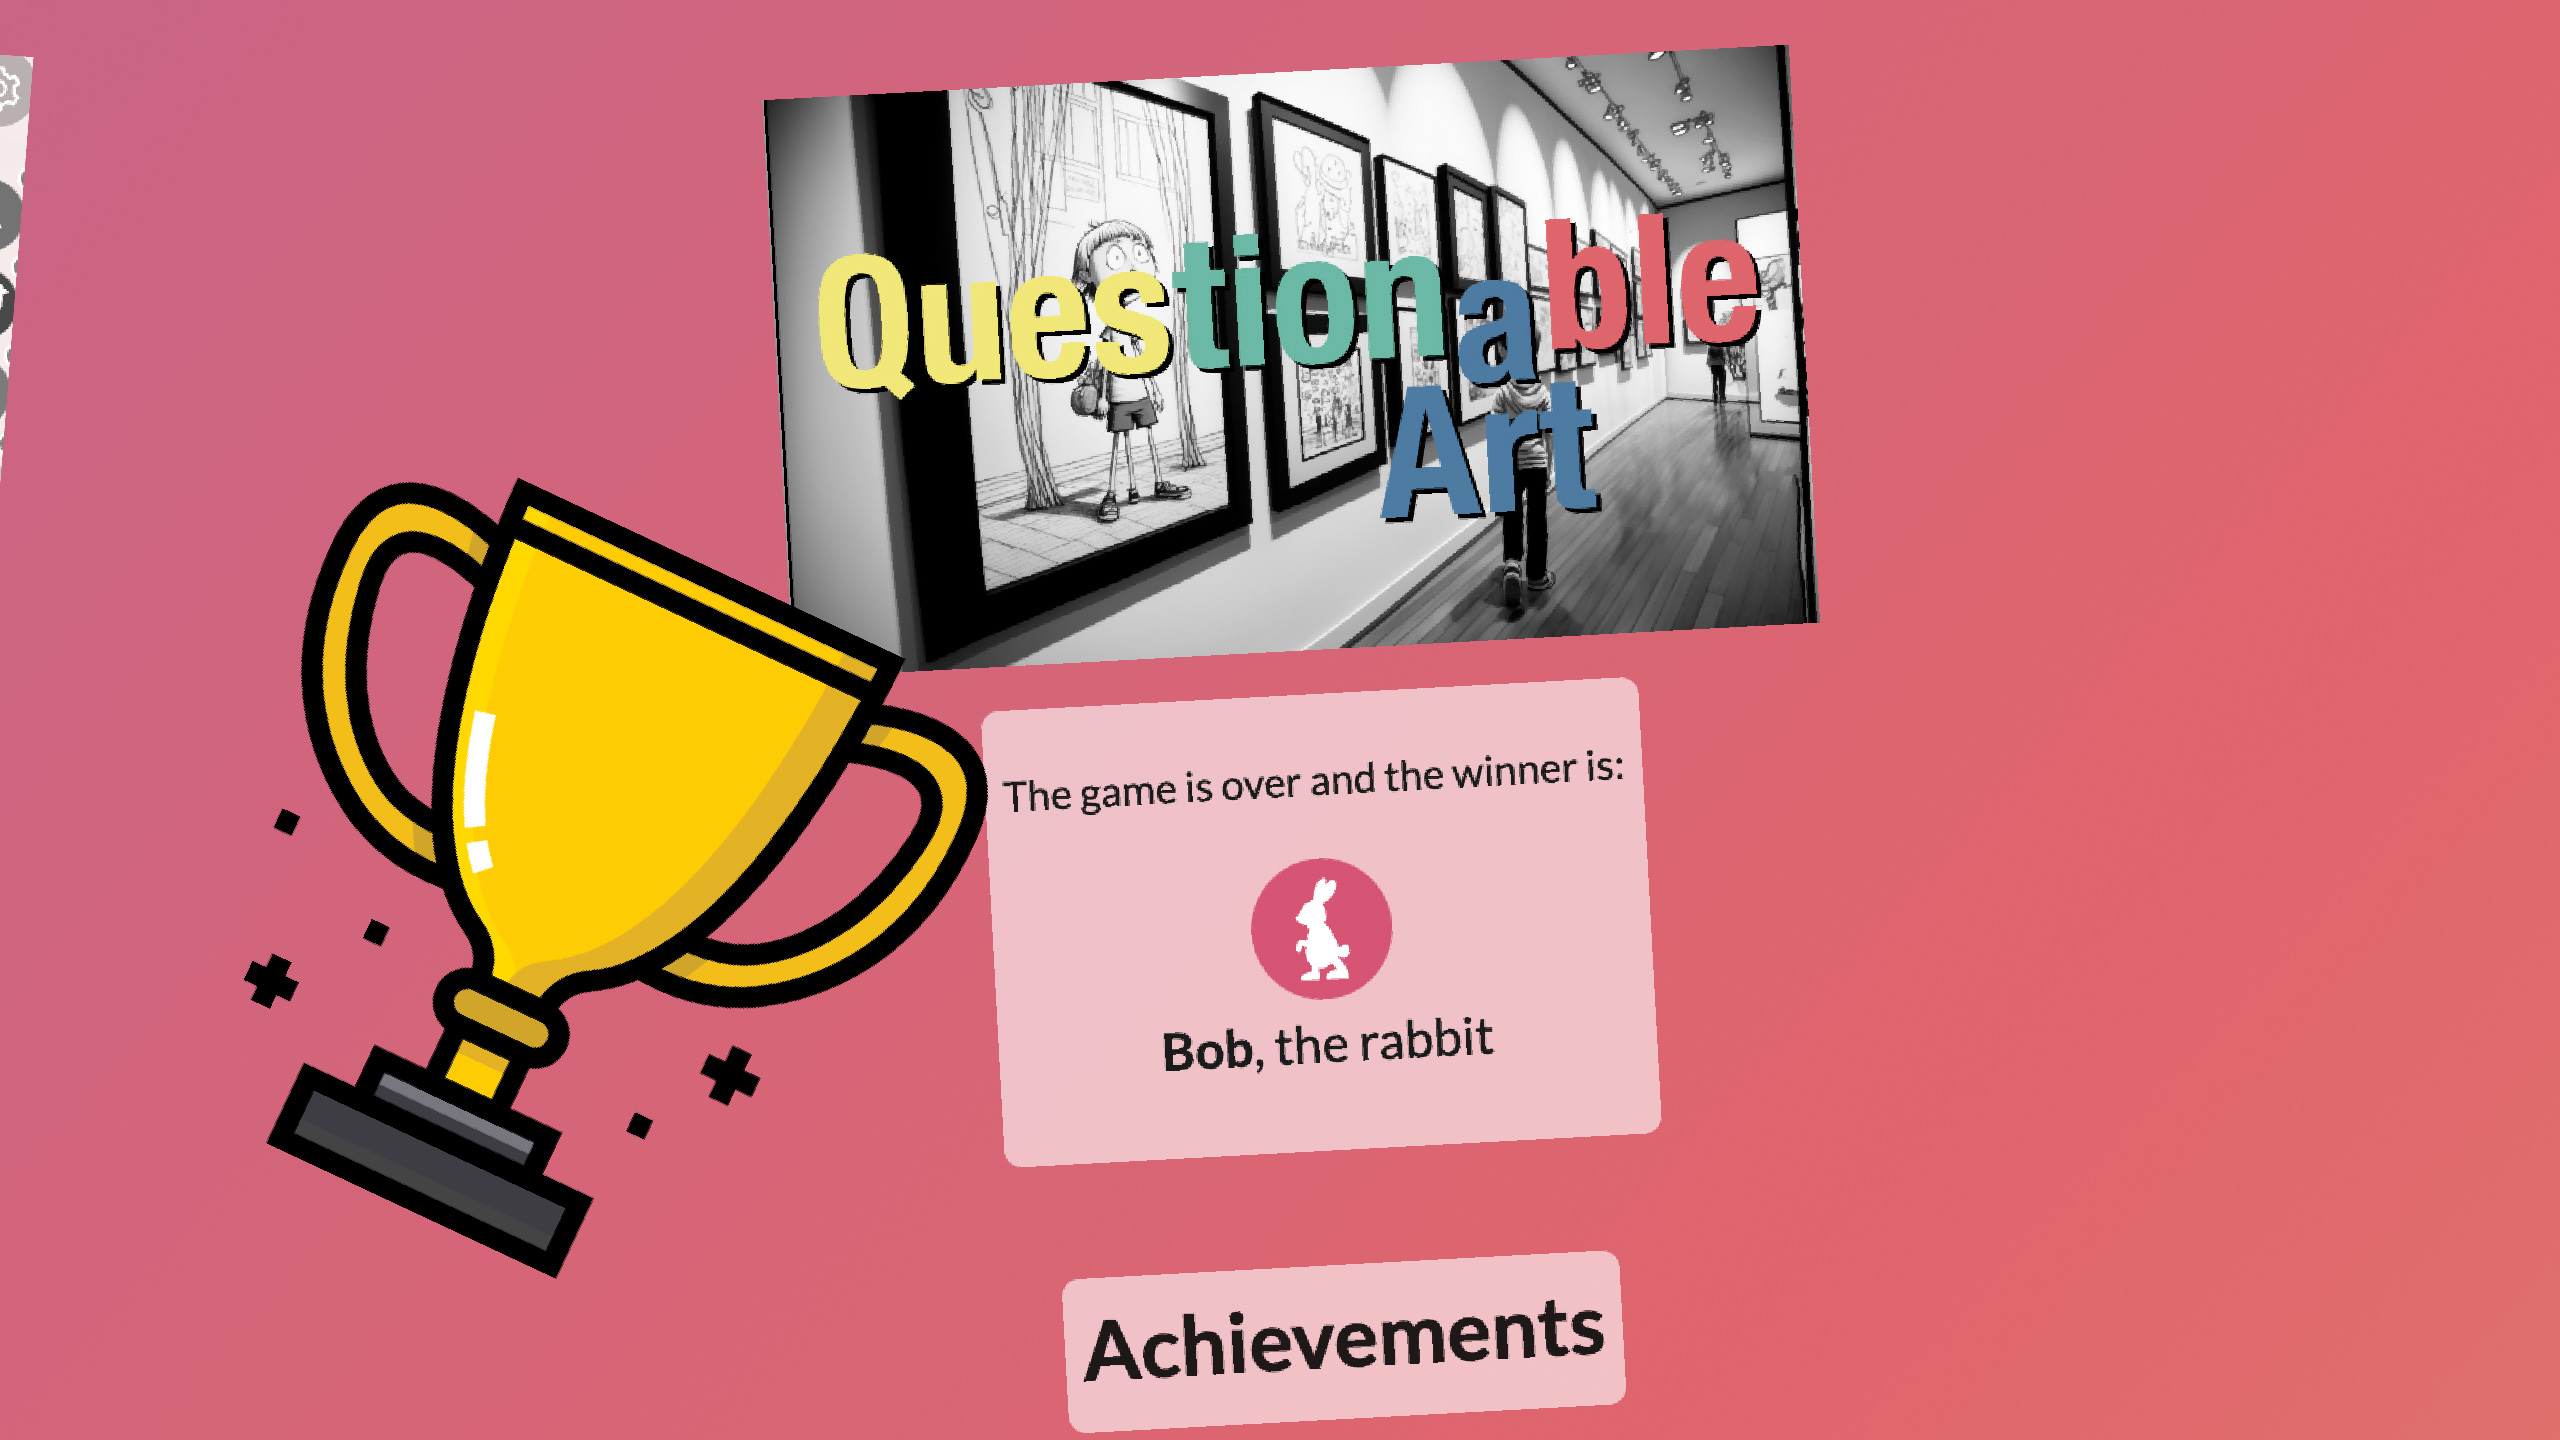 Questionable
Art
The game is over and the winner is:
Bob, the rabbit
Achievements